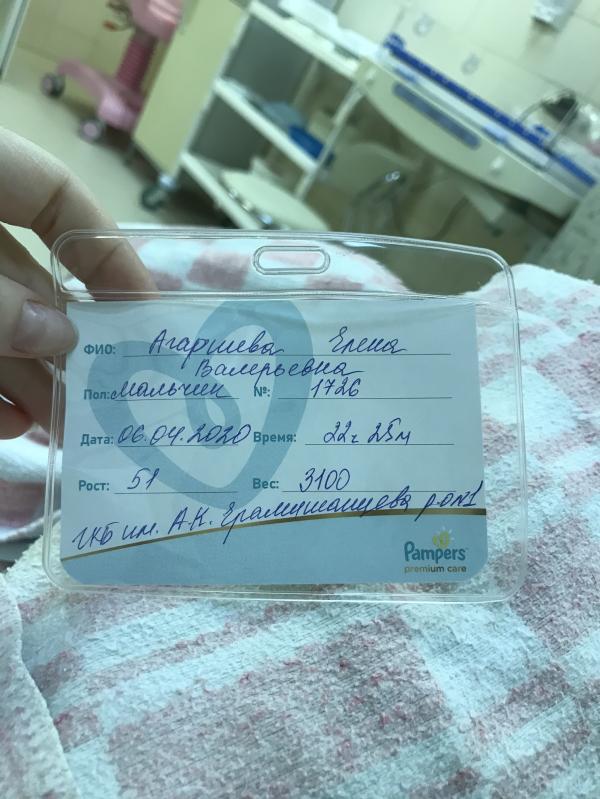 ФИО: Агаршева Елена
Валерьевна
Пол: мальчик №: 1726
Дата: 06.04.2020 Время: 22ч 25м
Рост: 51 Вес: 3100
ГКБ им. А.К. Ерамишанцева р.о№1
Pampers
premium care